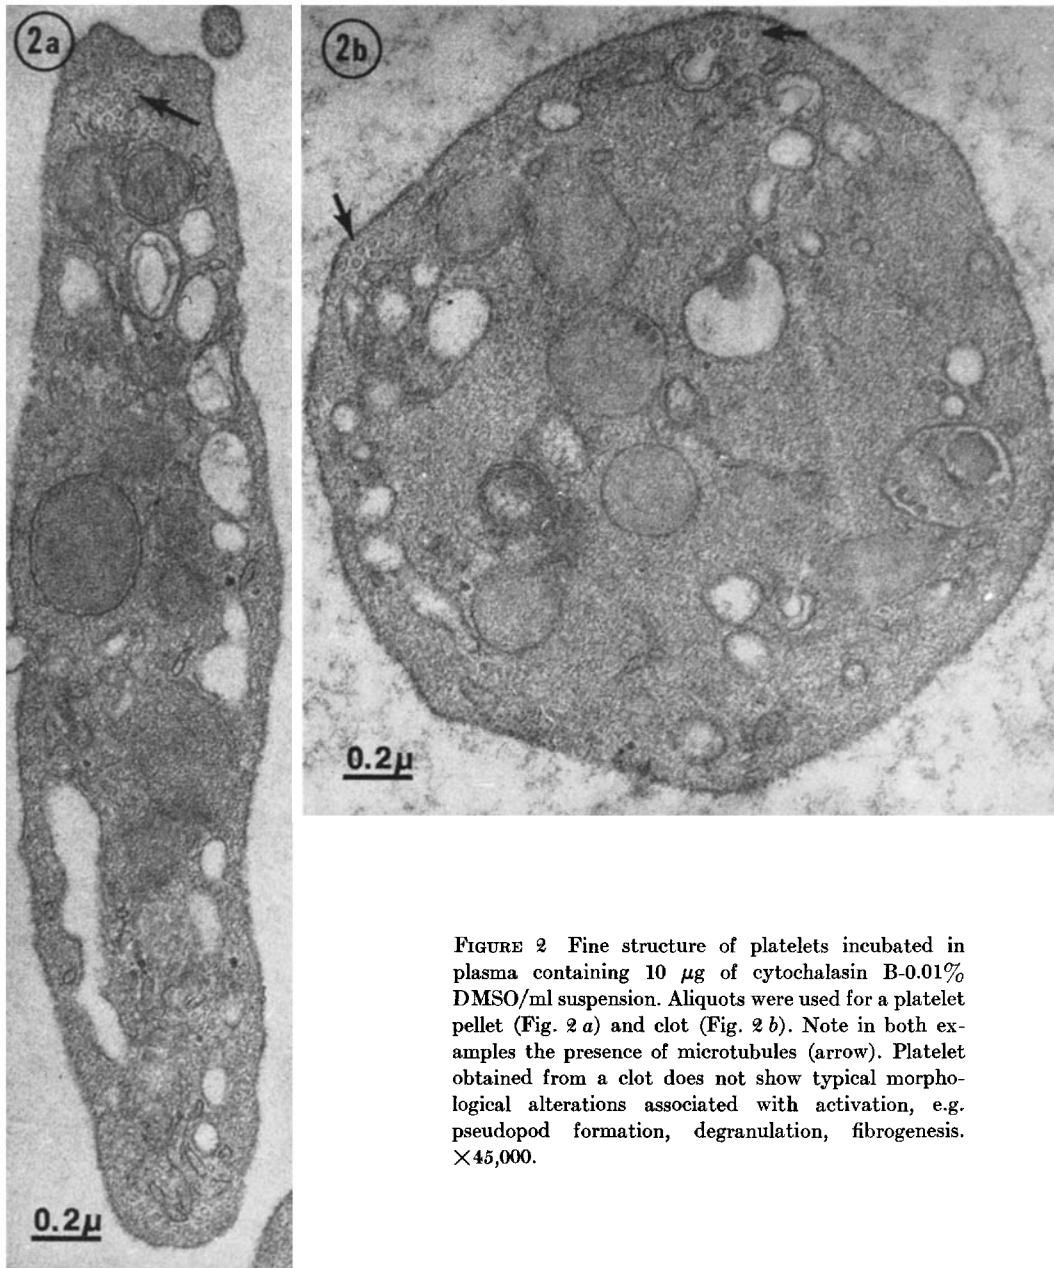 2a
2b
0.2μ
0.2μ
FIGURE 2 Fine structure of platelets incubated in
plasma containing 10 μg of cytochalasin B-0.01%
DMSO/ml suspension. Aliquots were used for a platelet
pellet (Fig. 2 a) and clot (Fig. 2 b). Note in both ex-
amples the presence of microtubules (arrow). Platelet
obtained from a clot does not show typical morpho-
logical alterations associated with activation, e.g.
pseudopod formation, degranulation, fibrogenesis.
×45,000.